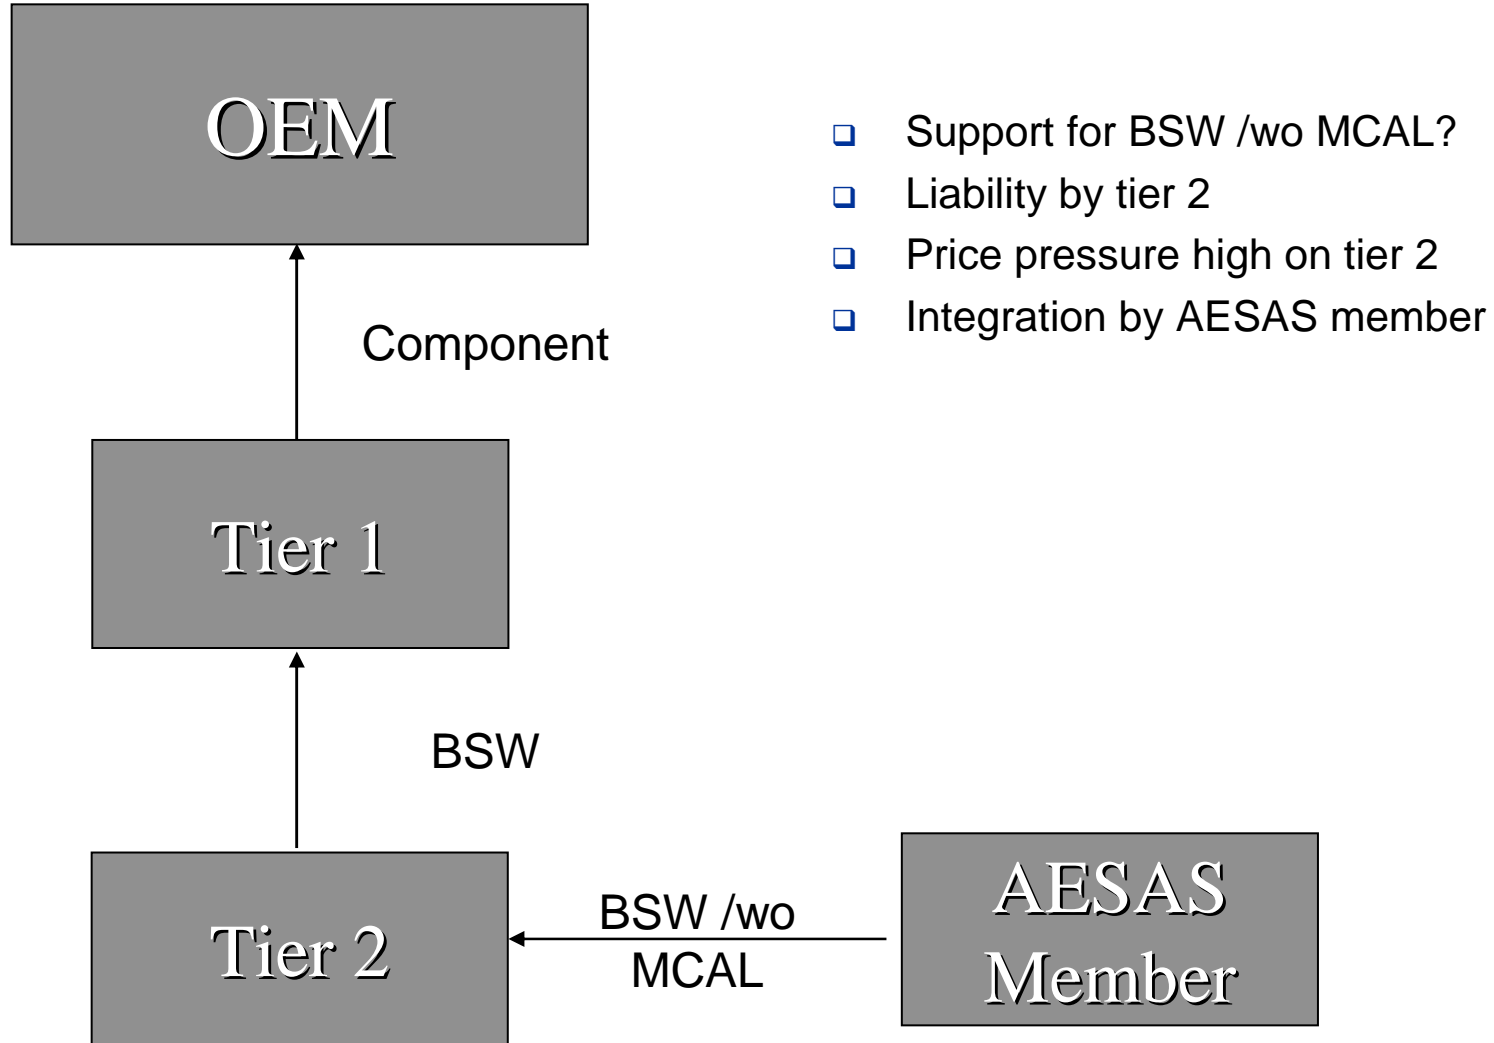 OEM
Support for BSW /wo MCAL?
Liability by tier 2
Price pressure high on tier 2
Integration by AESAS member
Component
Tier 1
BSW
Tier 2
BSW /wo
MCAL
AESAS
Member